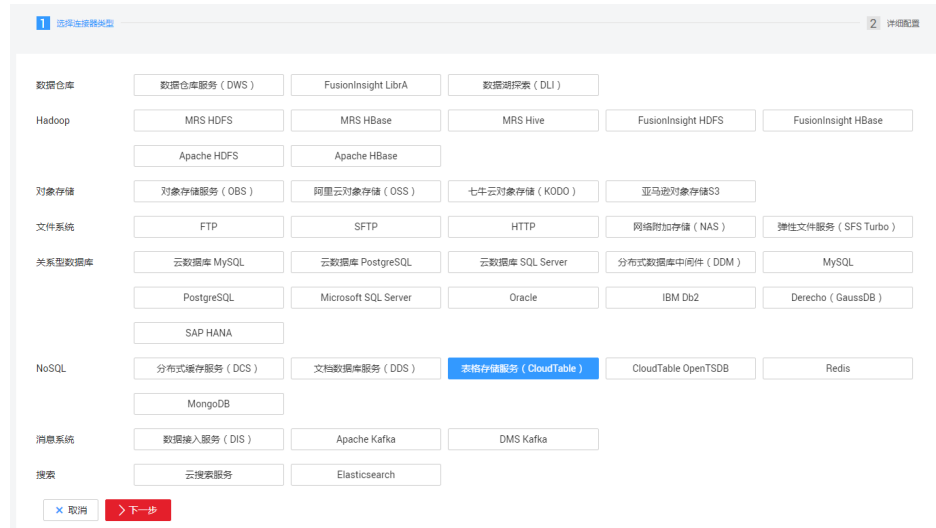 1 选择连接器类型 2 详细配置
数据仓库 数据仓库服务（DWS） FusionInsight LibrA 数据湖探索（DLI）
Hadoop MRS HDFS MRS HBase MRS Hive FusionInsight HDFS FusionInsight HBase
Apache HDFS Apache HBase
对象存储 对象存储服务（OBS） 阿里云对象存储（OSS） 七牛云对象存储（KODO） 亚马逊对象存储S3
文件系统 FTP SFTP HTTP 网络附加存储（NAS） 弹性文件服务（SFS Turbo）
关系型数据库 云数据库 MySQL 云数据库 PostgreSQL 云数据库 SQL Server 分布式数据库中间件（DDM） MySQL
PostgreSQL Microsoft SQL Server Oracle IBM Db2 Derecho（GaussDB）
SAP HANA
NoSQL 分布式缓存服务（DCS） 文档数据库服务（DDS） 表格存储服务（CloudTable） CloudTable OpenTSDB Redis
MongoDB
消息系统 数据接入服务（DIS） Apache Kafka DMS Kafka
搜索 云搜索服务 Elasticsearch
取消 下一步